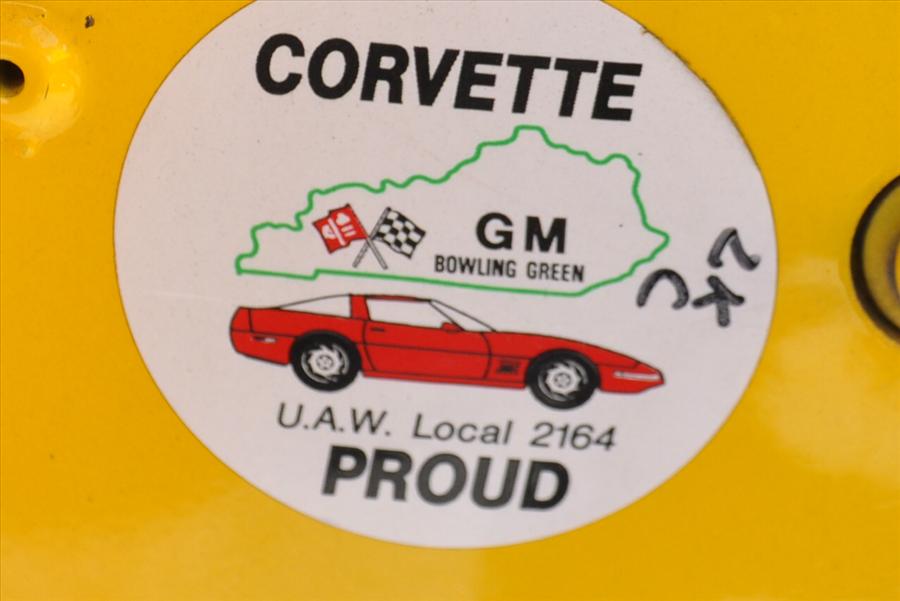 CORVETTE
GM
BOWLING GREEN
U.A.W. Local 2164
PROUD